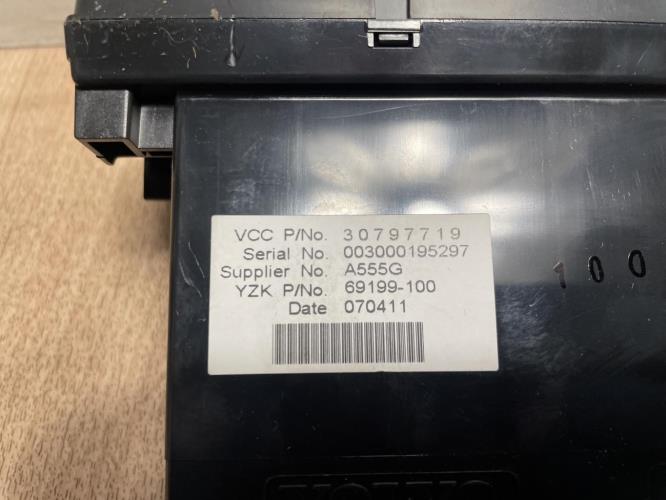 VCC P/No. 30797719
Serial No. 003000195297
Supplier No. A555G
YZK P/No. 69199-100
Date 070411
100